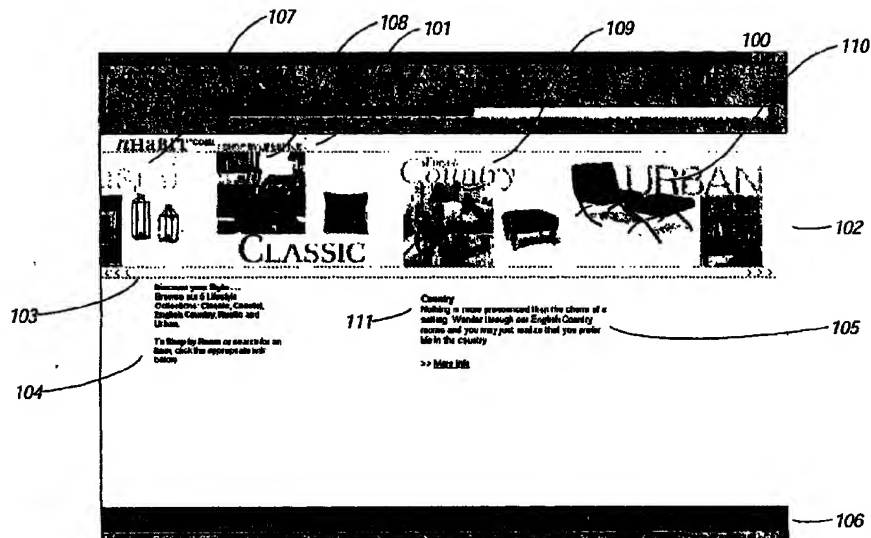 107
108
101
109
100
110
nHaBIT.com
Country
URBAN
CLASSIC
102
<<<
>>>
103
Discover your Style . . .
Browse our 5 Lifestyle
Collections: Classic, Coastal,
English Country, Rustic and
Urban.
To Shop by Room or search for an
item, click the appropriate link
below
104
111
Country
Nothing is more pronounced than the charm of a
setting. Wander through our English Country
rooms and you may just realize that you prefer
life in the country
>> More Info
105
106